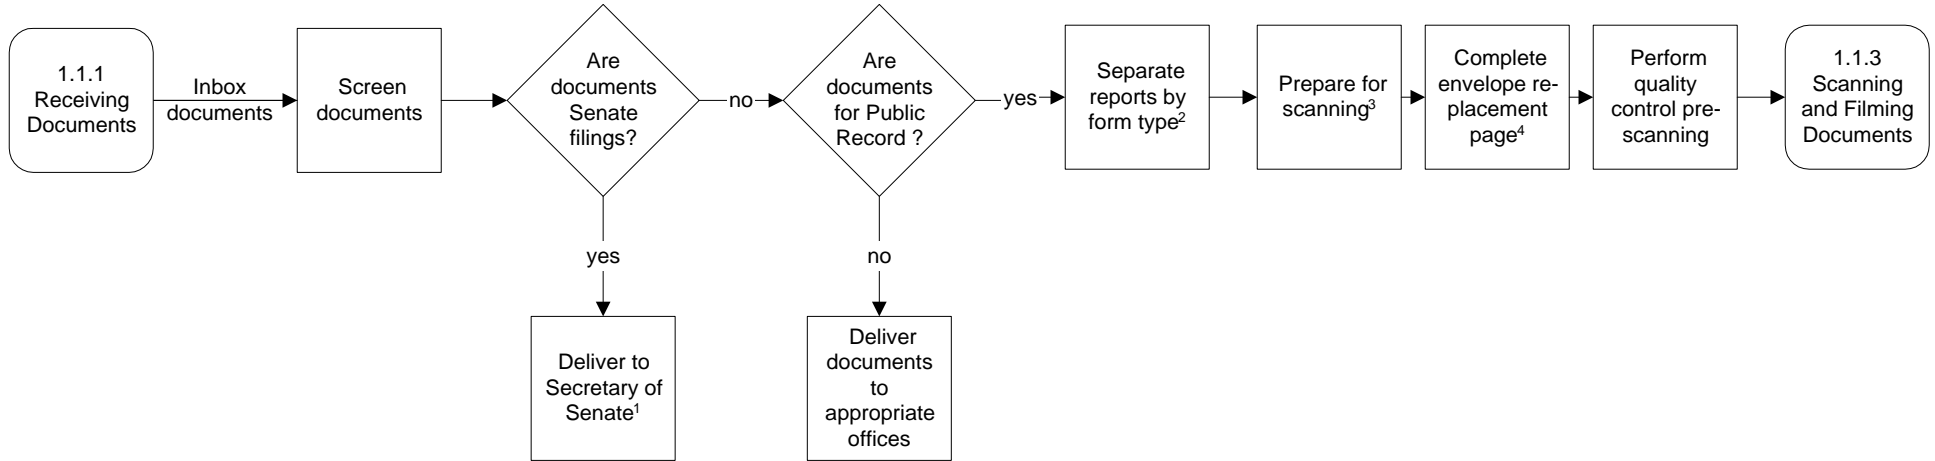 1.1.1
Receiving
Documents
Inbox
documents
Screen
documents
Are
documents
Senate
filings?
no
Are
documents
for Public
Record ?
yes
Separate
reports by
form type²
Prepare for
scanning³
Complete
envelope re-
placement
page⁴
Perform
quality
control pre-
scanning
1.1.3
Scanning
and Filming
Documents
yes
no
Deliver to
Secretary of
Senate¹
Deliver
documents
to
appropriate
offices